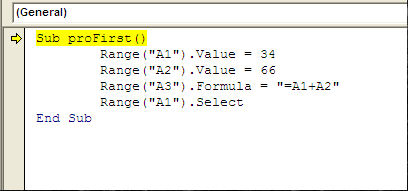 (General)
Sub proFirst()
Range("A1").Value = 34
Range("A2").Value = 66
Range("A3").Formula = "=A1+A2"
Range("A1").Select
End Sub